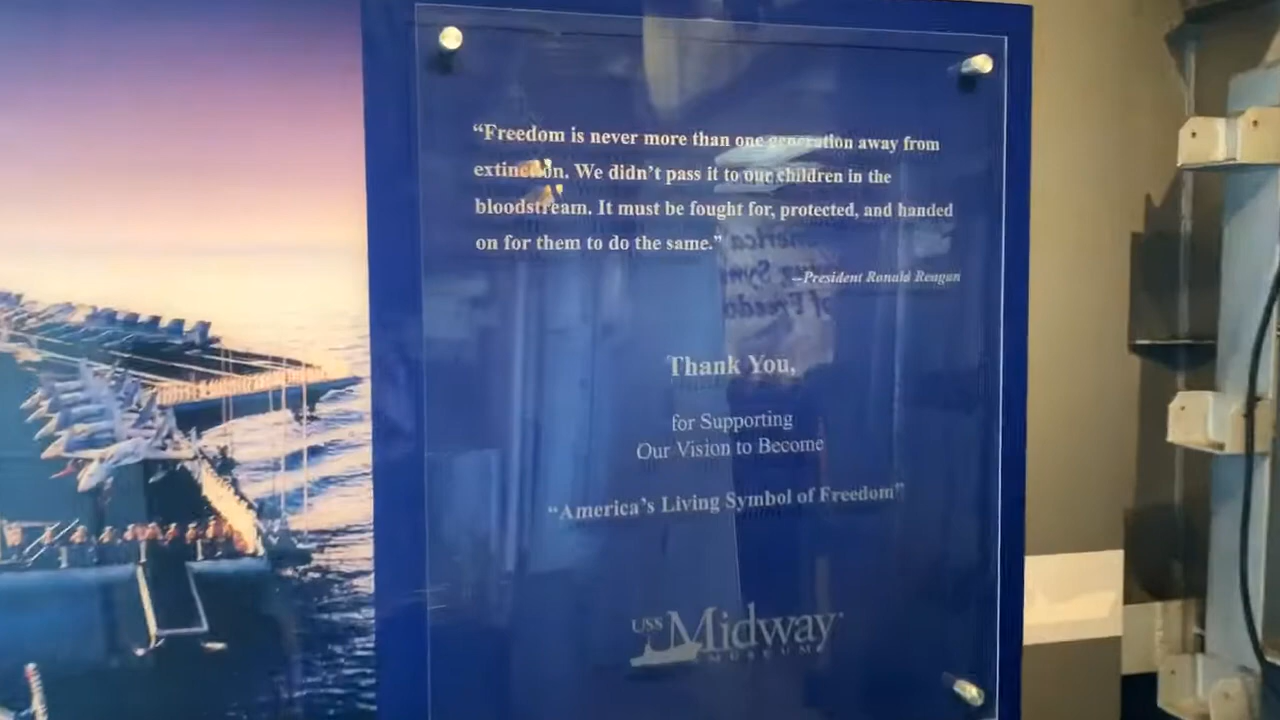 “Freedom is never more than one generation away from
extinction. We didn’t pass it to our children in the
bloodstream. It must be fought for, protected, and handed
on for them to do the same.”
–President Ronald Reagan
Thank You,
for Supporting
Our Vision to Become
“America’s Living Symbol of Freedom”
USS Midway
MUSEUM